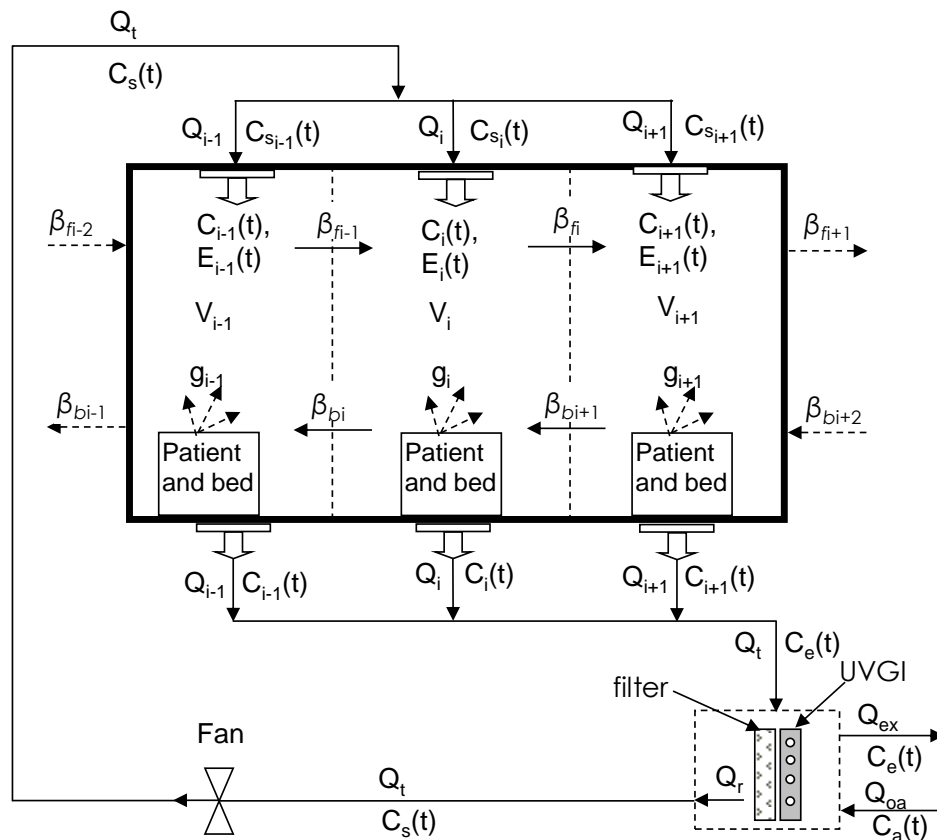 Q_t
C_s(t)
Q_{i-1} C_{s_{i-1}}(t) Q_i C_{s_i}(t) Q_{i+1} C_{s_{i+1}}(t)
β_{fi-2} C_{i-1}(t), β_{fi-1} C_i(t), β_{fi} C_{i+1}(t), β_{fi+1}
E_{i-1}(t) E_i(t) E_{i+1}(t)
V_{i-1} V_i V_{i+1}
g_{i-1} g_i g_{i+1}
β_{bi-1} β_{bi} β_{bi+1} β_{bi+2}
Patient Patient Patient
and bed and bed and bed
Q_{i-1} C_{i-1}(t) Q_i C_i(t) Q_{i+1} C_{i+1}(t)
Q_t C_e(t)
filter UVGI
Fan Q_{ex}
C_e(t)
Q_t Q_r Q_{oa}
C_s(t) C_a(t)